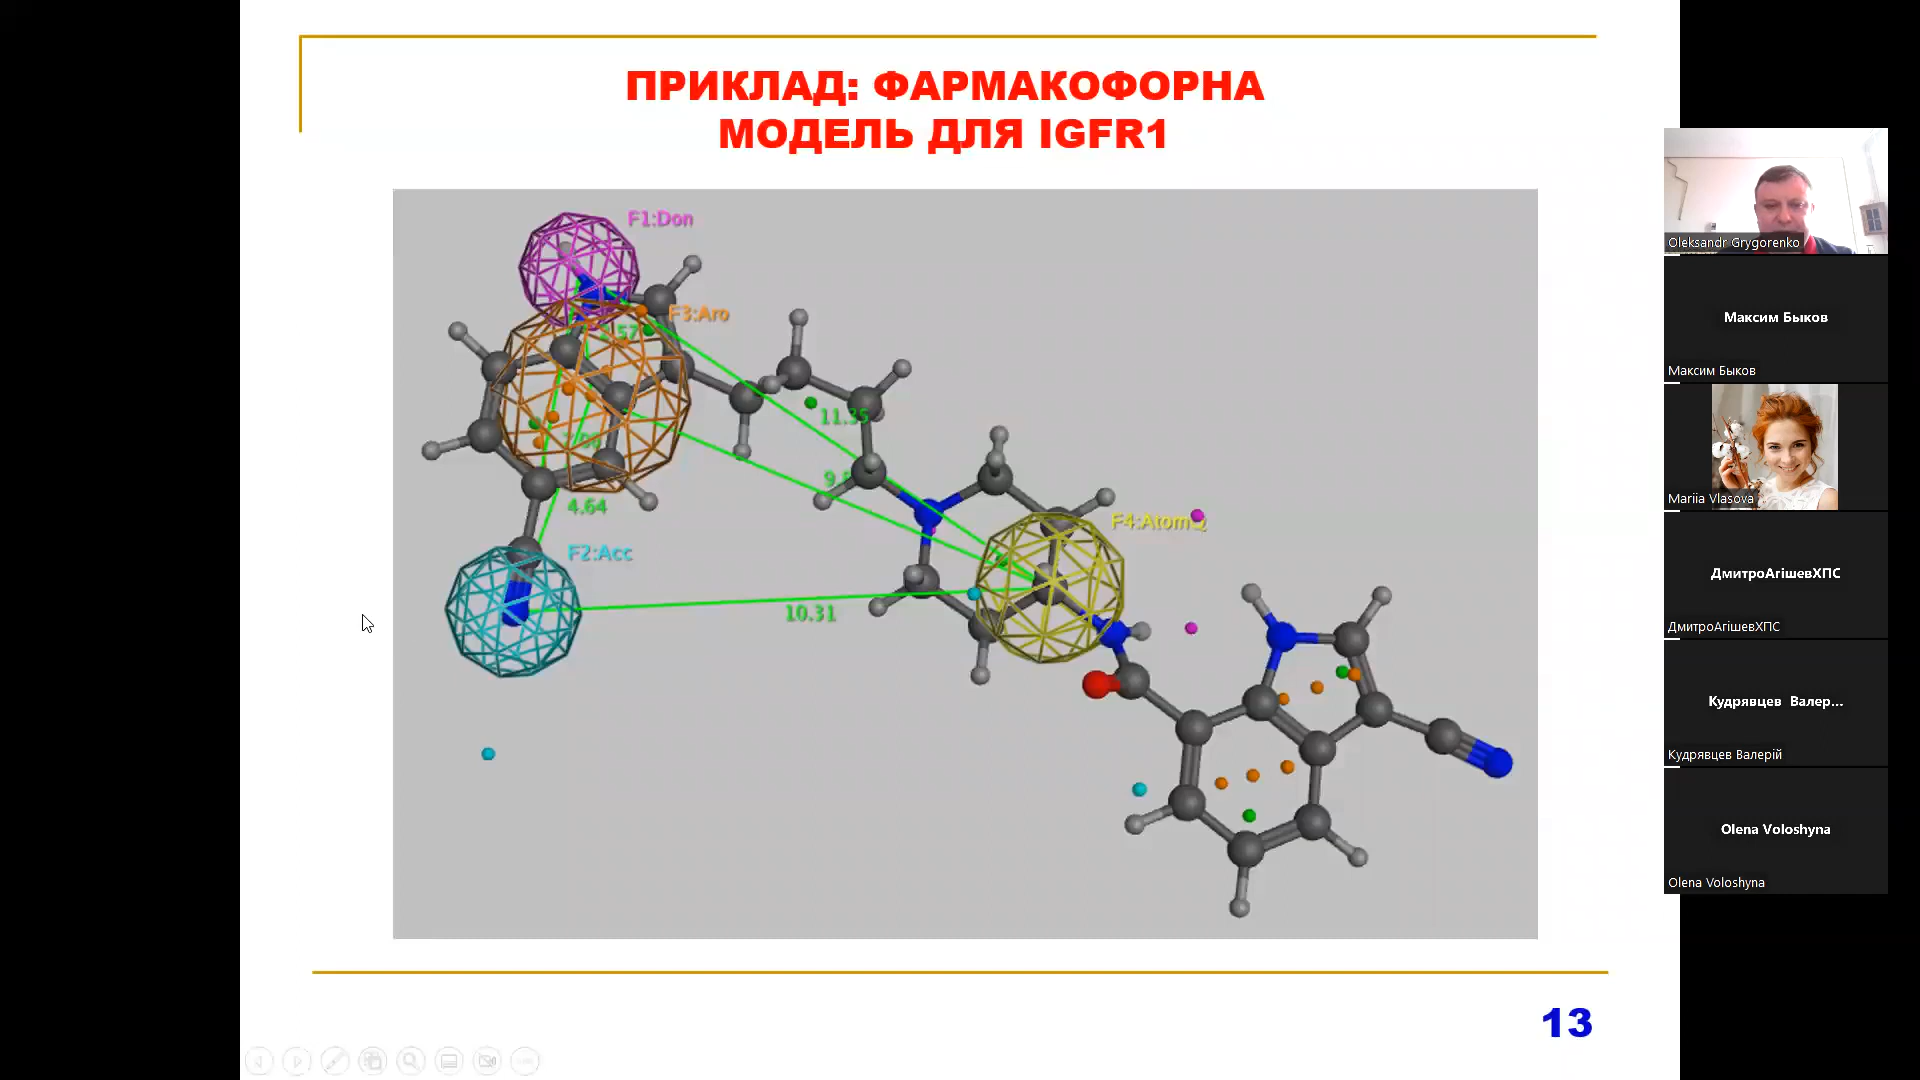 ПРИКЛАД: ФАРМАКОФОРНА
МОДЕЛЬ ДЛЯ IGFR1
F1:Don
F3:Aro
57
11.35
9.
4.64
F2:Acc
F4:AtomQ
10.31
13
Oleksandr Grygorenko
Максим Быков
Максим Быков
Mariia Vlasova
ДмитроАгішевХПС
ДмитроАгішевХПС
Кудрявцев Валер...
Кудрявцев Валерій
Olena Voloshyna
Olena Voloshyna